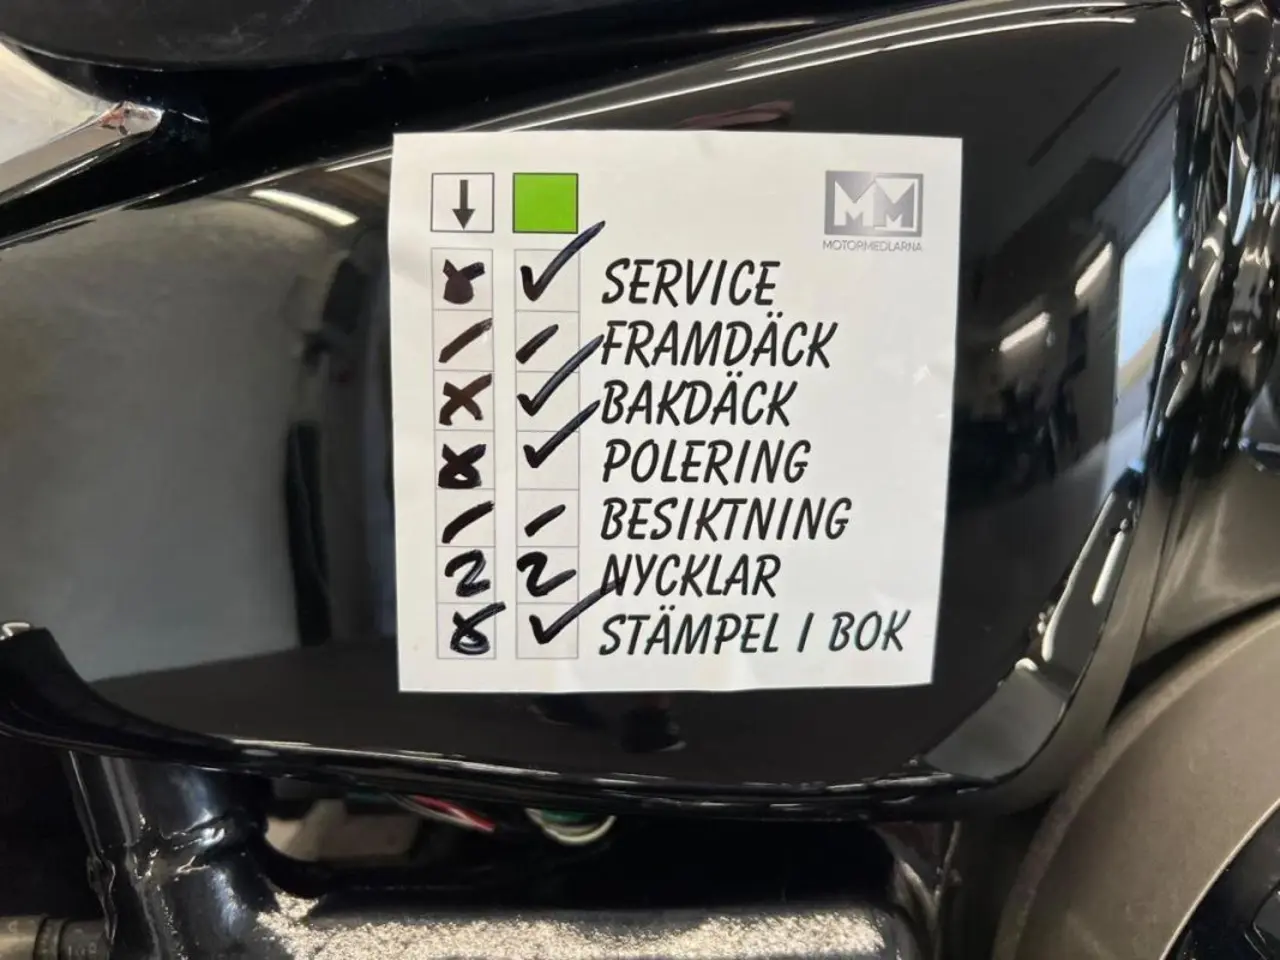 MM
MOTORMEDLARNA
SERVICE
FRAMDÄCK
BAKDÄCK
POLERING
BESIKTNING
2 2 NYCKLAR
STÄMPEL I BOK